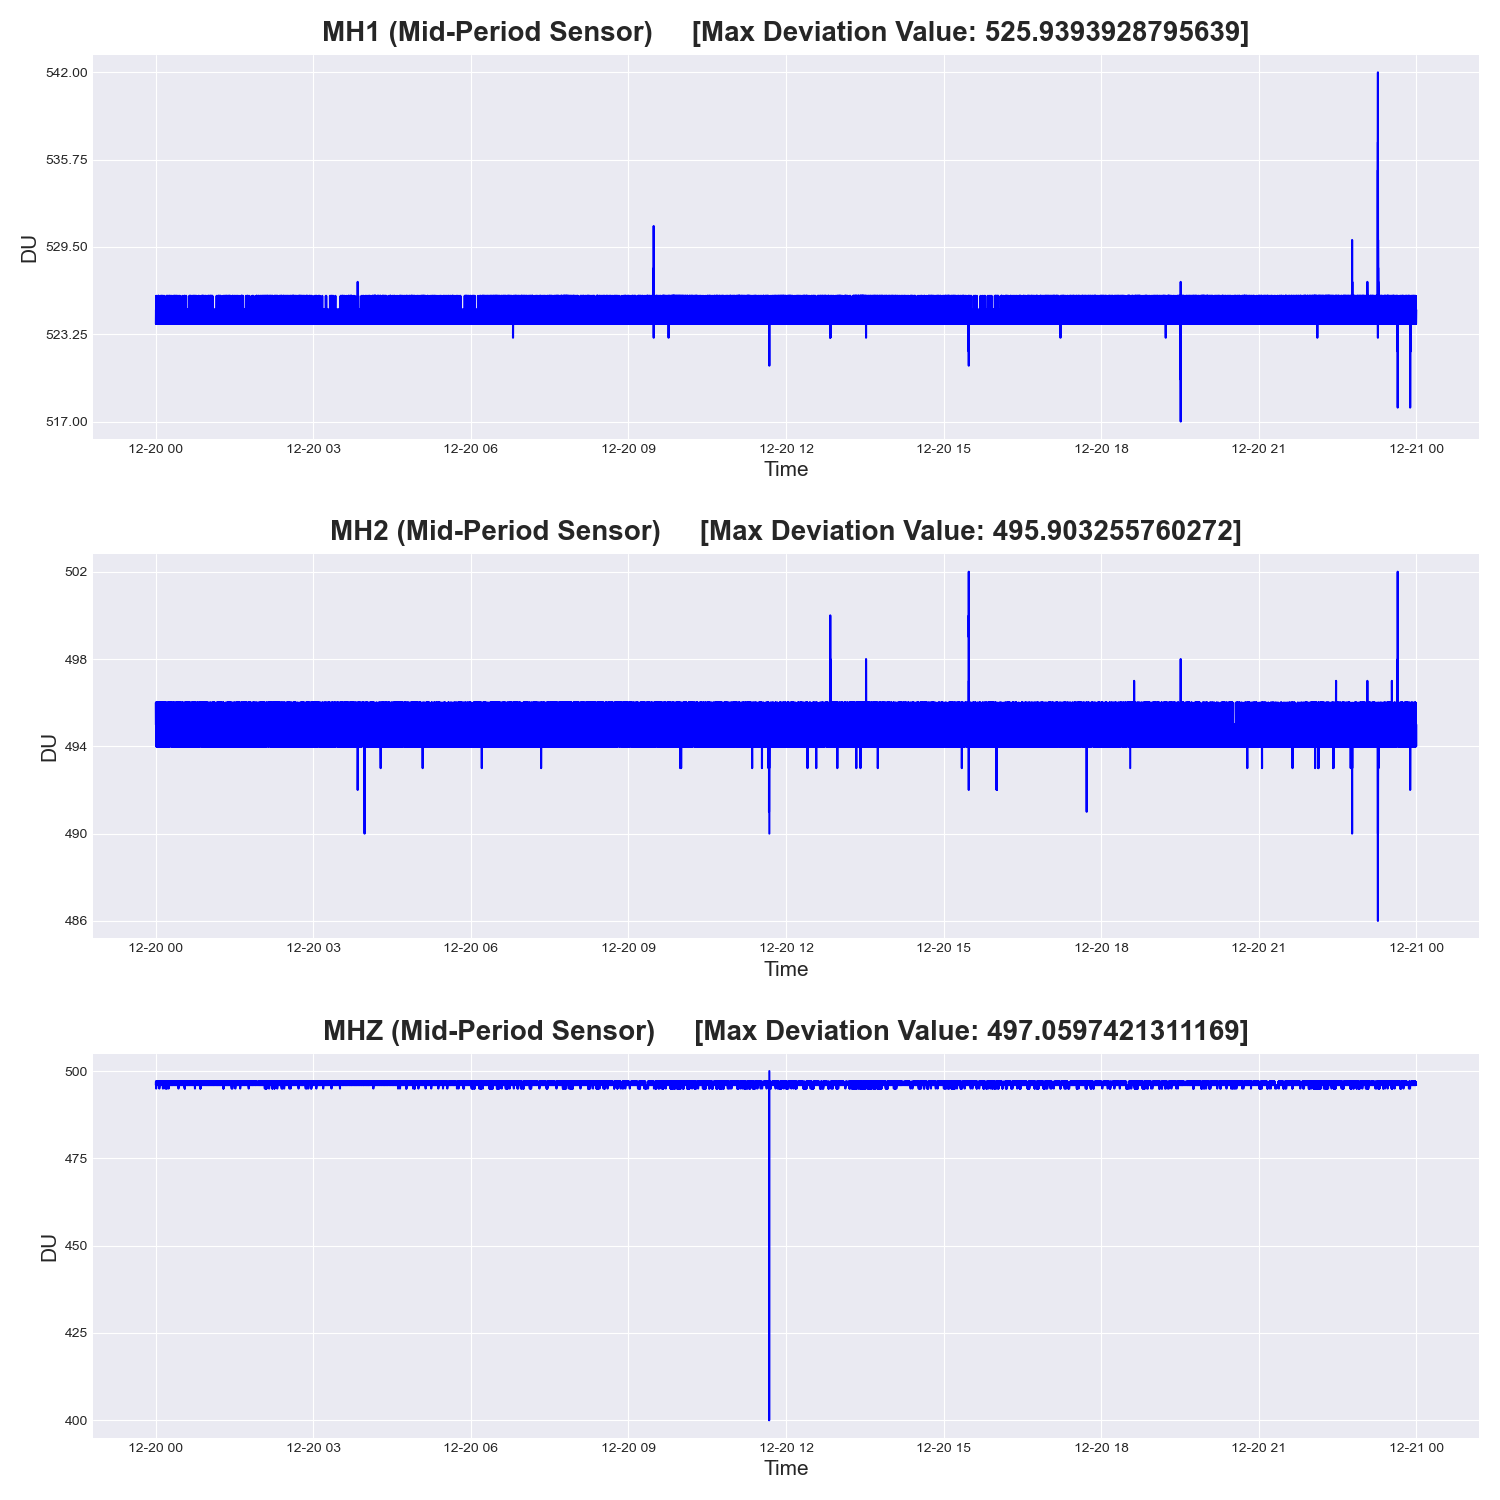 MH1 (Mid-Period Sensor) [Max Deviation Value: 525.9393928795639]
542.00
535.75
529.50
523.25
517.00
DU
12-20 00 12-20 03 12-20 06 12-20 09 12-20 12 12-20 15 12-20 18 12-20 21 12-21 00
Time
MH2 (Mid-Period Sensor) [Max Deviation Value: 495.903255760272]
502
498
494
490
486
DU
12-20 00 12-20 03 12-20 06 12-20 09 12-20 12 12-20 15 12-20 18 12-20 21 12-21 00
Time
MHZ (Mid-Period Sensor) [Max Deviation Value: 497.0597421311169]
500
475
450
425
400
DU
12-20 00 12-20 03 12-20 06 12-20 09 12-20 12 12-20 15 12-20 18 12-20 21 12-21 00
Time